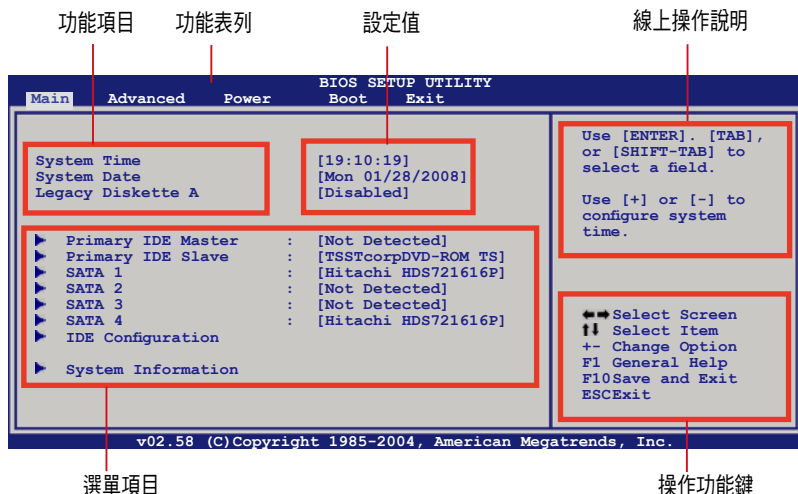 功能項目 功能表列 設定值 線上操作說明
BIOS SETUP UTILITY
Main Advanced Power Boot Exit
System Time [19:10:19]
System Date [Mon 01/28/2008]
Legacy Diskette A [Disabled]
Primary IDE Master : [Not Detected]
Primary IDE Slave : [TSSTcorpDVD-ROM TS]
SATA 1 : [Hitachi HDS721616P]
SATA 2 : [Not Detected]
SATA 3 : [Not Detected]
SATA 4 : [Hitachi HDS721616P]
IDE Configuration
System Information
Use [ENTER]. [TAB],
or [SHIFT-TAB] to
select a field.
Use [+] or [-] to
configure system
time.
Select Screen
Select Item
+- Change Option
F1 General Help
F10Save and Exit
ESCExit
v02.58 (C)Copyright 1985-2004, American Megatrends, Inc.
選單項目 操作功能鍵